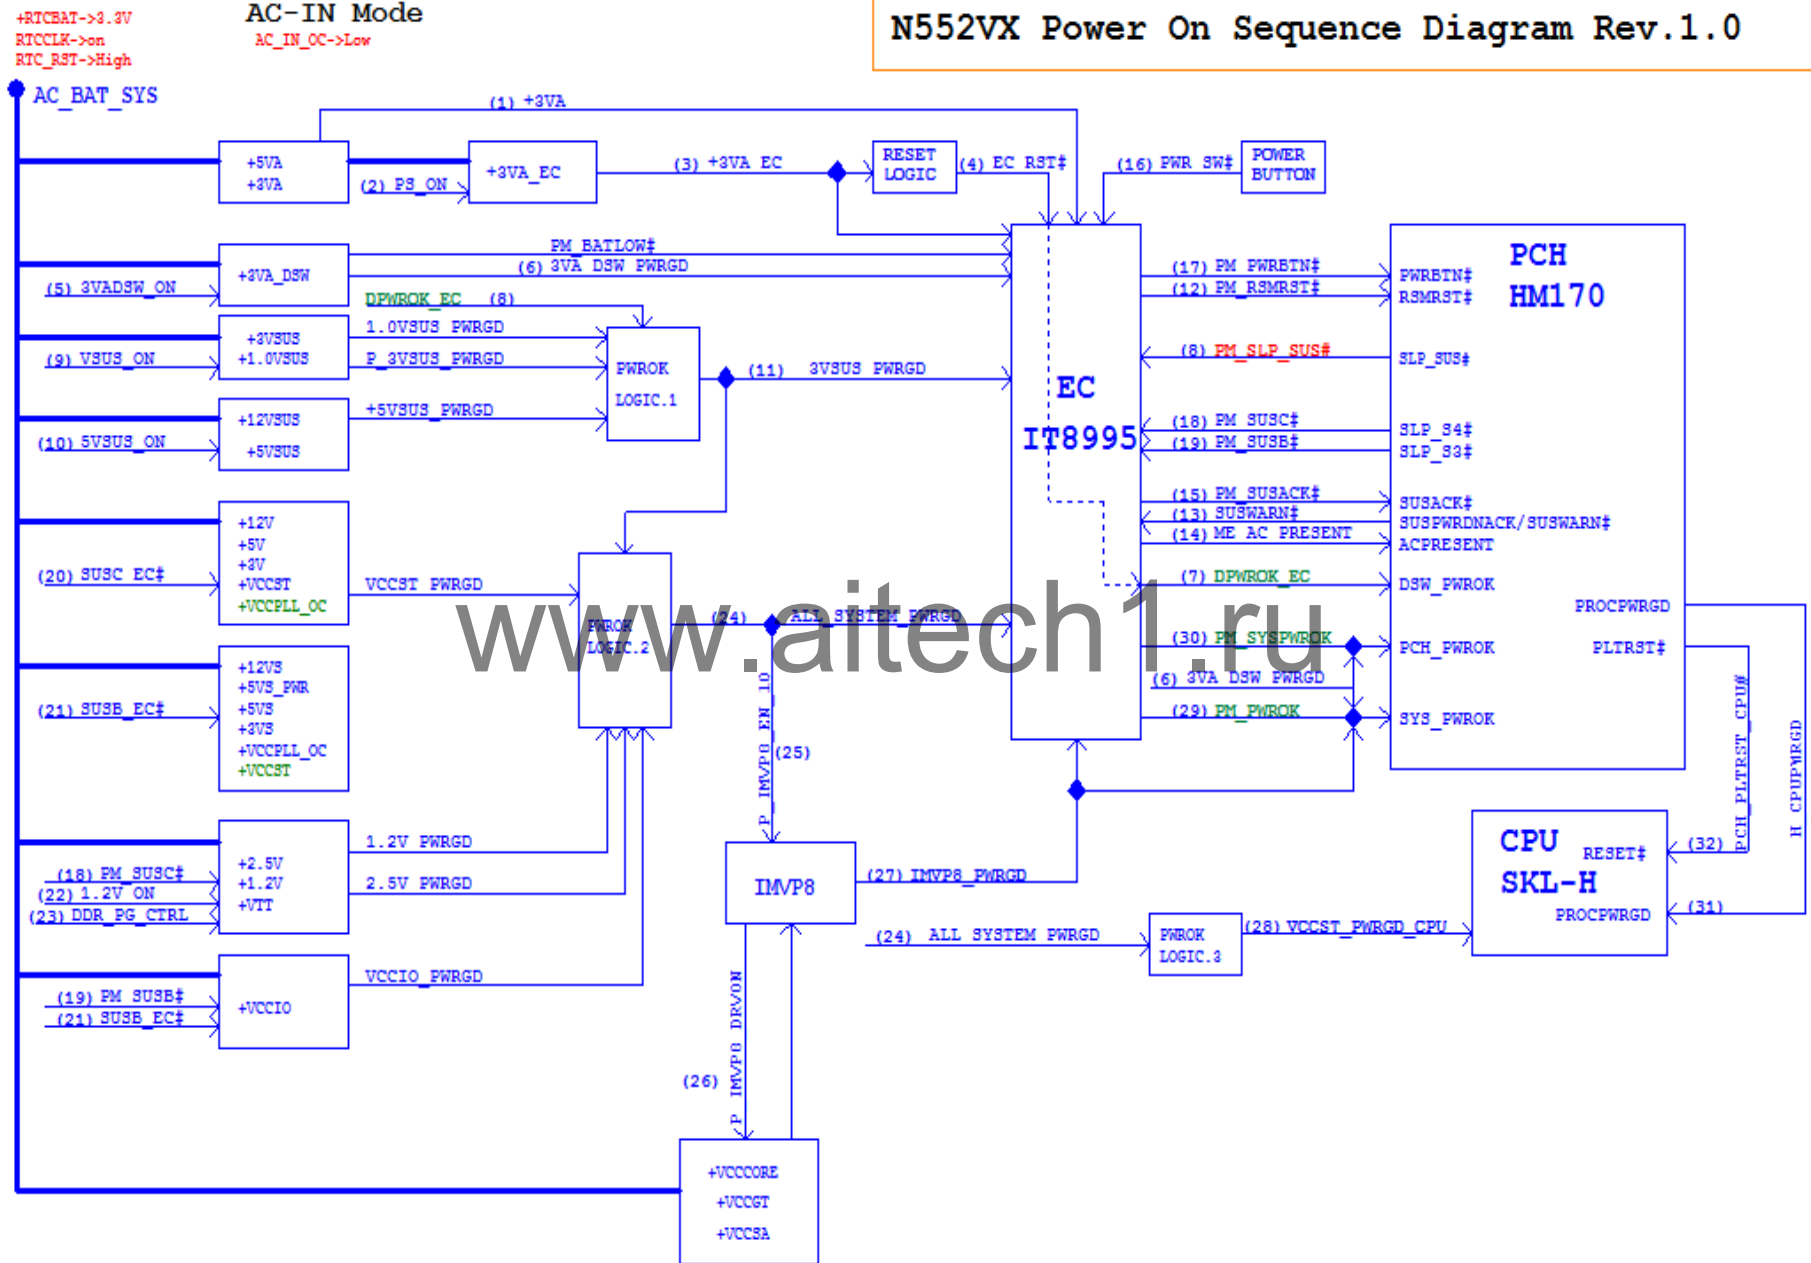 +RTCBAT->3.3V
RTCCLK->on
RTC_RST->High
AC-IN Mode
AC_IN_OC->Low
N552VX Power On Sequence Diagram Rev.1.0
AC_BAT_SYS
(1) +3VA
+5VA
+3VA
(2) PS_ON
+3VA_EC
(3) +3VA_EC
RESET
LOGIC
(4) EC_RST#
(16) PWR_SW#
POWER
BUTTON
PM_BATLOW#
(6) 3VA_DSW_PWRGD
+3VA_DSW
(5) 3VADSW_ON
DPWROK_EC (8)
+3VSUS
+1.0VSUS
(9) VSUS_ON
1.0VSUS_PWRGD
P_3VSUS_PWRGD
PWROK
LOGIC.1
(11) 3VSUS_PWRGD
+12VSUS
+5VSUS
(10) 5VSUS_ON
+5VSUS_PWRGD
EC
IT8995
PCH
HM170
(17) PM_PWRBTN#
PWRBTN#
(12) PM_RSMRST#
RSMRST#
(8) PM_SLP_SUS#
SLP_SUS#
(18) PM_SUSC#
SLP_S4#
(19) PM_SUSB#
SLP_S3#
(15) PM_SUSACK#
SUSACK#
(13) SUSWARN#
SUSPWRDNACK/SUSWARN#
(14) ME_AC_PRESENT
ACPRESENT
(7) DPWROK_EC
DSW_PWROK
PROCPWRGD
(30) PM_SYSPWROK
PCH_PWROK
PLTRST#
(6) 3VA_DSW_PWRGD
(29) PM_PWROK
SYS_PWROK
+12V
+5V
+3V
+VCCST
+VCCPLL_OC
(20) SUSC_EC#
VCCST_PWRGD
PWROK
LOGIC.2
(24) ALL_SYSTEM_PWRGD
www.aitech1.ru
+12VS
+5VS_PWR
+5VS
+3VS
+VCCPLL_OC
+VCCST
(21) SUSB_EC#
P_IMVP8_EN_10
(25)
PCH_PLTRST_CPU#
H_CPUPWRGD
+2.5V
+1.2V
+VTT
(18) PM_SUSC#
(22) 1.2V_ON
(23) DDR_PG_CTRL
1.2V_PWRGD
2.5V_PWRGD
IMVP8
(27) IMVP8_PWRGD
CPU
SKL-H
RESET#
(32)
PROCPWRGD
(31)
(24) ALL_SYSTEM_PWRGD
PWROK
LOGIC.3
(28) VCCST_PWRGD_CPU
VCCIO_PWRGD
(19) PM_SUSB#
(21) SUSB_EC#
+VCCIO
P_IMVP8_DRVON
(26)
+VCCCORE
+VCCGT
+VCCSA